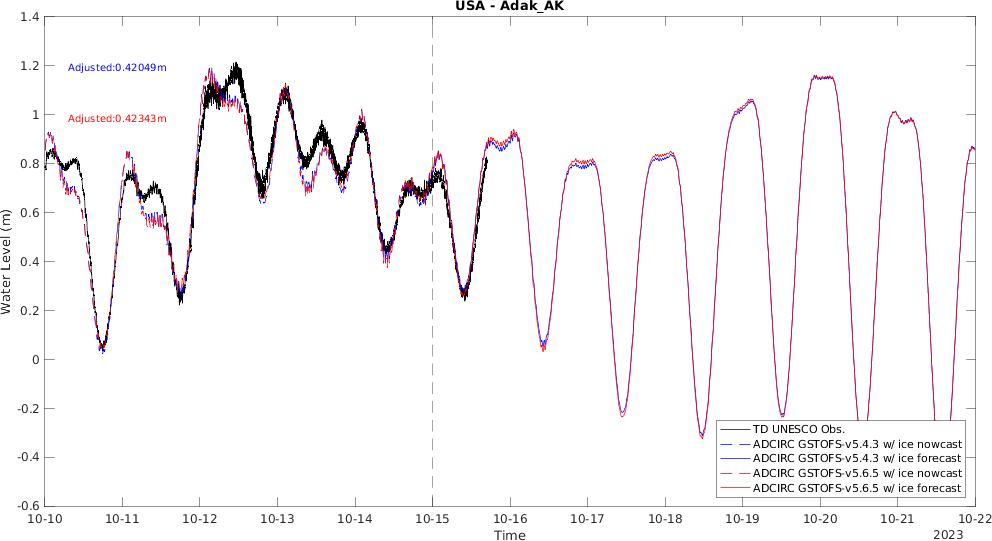 USA - Adak_AK
1.4
1.2
1
0.8
0.6
0.4
0.2
0
-0.2
-0.4
-0.6
Water Level (m)
Adjusted:0.42049m
Adjusted:0.42343m
TD UNESCO Obs.
ADCIRC GSTOFS-v5.4.3 w/ ice nowcast
ADCIRC GSTOFS-v5.4.3 w/ ice forecast
ADCIRC GSTOFS-v5.6.5 w/ ice nowcast
ADCIRC GSTOFS-v5.6.5 w/ ice forecast
10-10 10-11 10-12 10-13 10-14 10-15 10-16 10-17 10-18 10-19 10-20 10-21 10-22
Time
2023